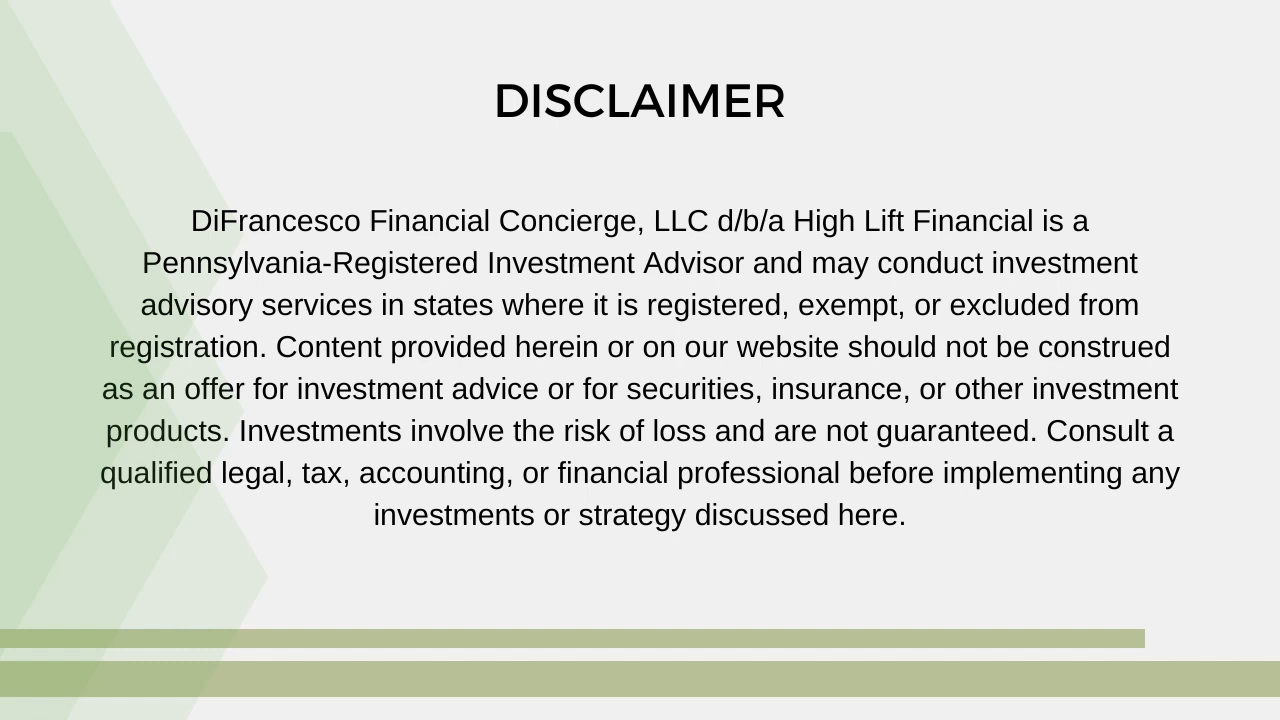 DISCLAIMER
DiFrancesco Financial Concierge, LLC d/b/a High Lift Financial is a
Pennsylvania-Registered Investment Advisor and may conduct investment
advisory services in states where it is registered, exempt, or excluded from
registration. Content provided herein or on our website should not be construed
as an offer for investment advice or for securities, insurance, or other investment
products. Investments involve the risk of loss and are not guaranteed. Consult a
qualified legal, tax, accounting, or financial professional before implementing any
investments or strategy discussed here.